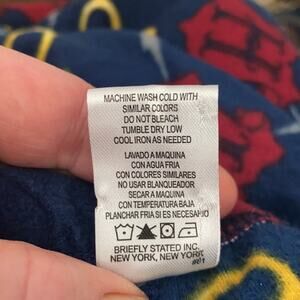 MACHINE WASH COLD WITH
SIMILAR COLORS
DO NOT BLEACH
TUMBLE DRY LOW
COOL IRON AS NEEDED
LAVADO A MAQUINA
CON AGUA FRIA
CON COLORES SIMILARES
NO USAR BLANQUEADOR
SECAR A MAQUINA
CON TEMPERATURA BAJA
PLANCHAR FRIA SI ES NECESARIO
BRIEFLY STATED INC.
NEW YORK, NEW YORK
#61
H